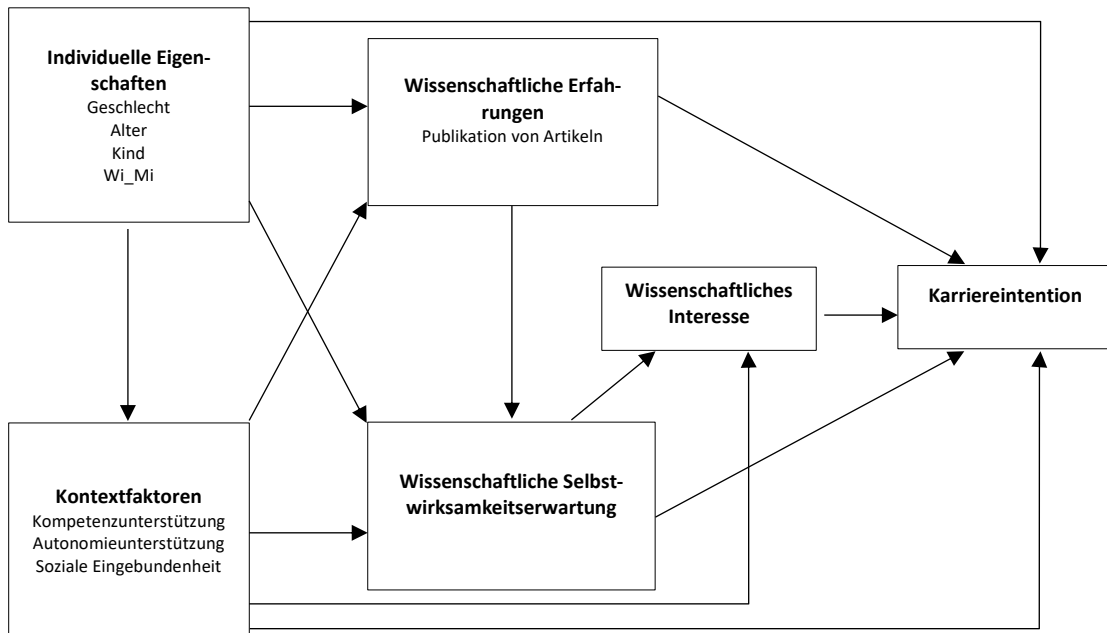 Individuelle Eigen-
schaften
Geschlecht
Alter
Kind
Wi_Mi
Wissenschaftliche Erfah-
rungen
Publikation von Artikeln
Wissenschaftliches
Interesse
Karriereintention
Kontextfaktoren
Kompetenzunterstützung
Autonomieunterstützung
Soziale Eingebundenheit
Wissenschaftliche Selbst-
wirksamkeitserwartung